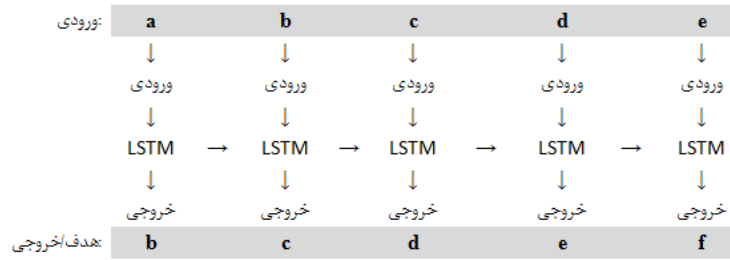 ورودی: a b c d e
↓ ↓ ↓ ↓ ↓
ورودی ورودی ورودی ورودی ورودی
↓ ↓ ↓ ↓ ↓
LSTM → LSTM → LSTM → LSTM → LSTM
↓ ↓ ↓ ↓ ↓
خروجی خروجی خروجی خروجی خروجی
هدف/خروجی: b c d e f